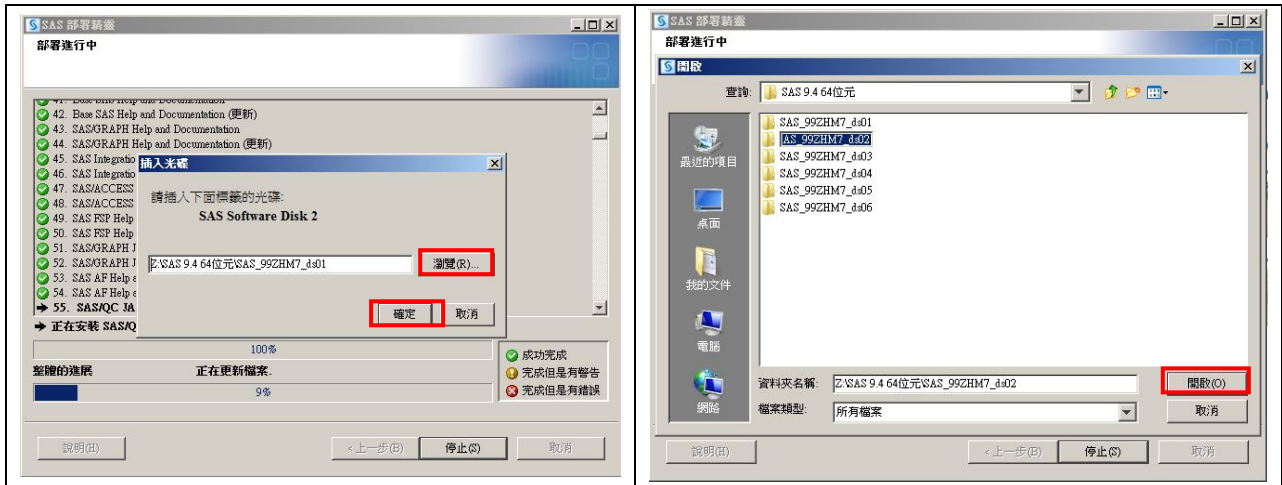 SAS 部署精靈
部署進行中
42. Base SAS Help and Documentation (更新)
43. SAS/GRAPH Help and Documentation
44. SAS/GRAPH Help and Documentation (更新)
45. SAS Integratio
46. SAS Integratio
47. SAS/ACCESS
48. SAS/ACCESS
49. SAS FSP Help
50. SAS FSP Help
51. SAS/GRAPH J
52. SAS/GRAPH J
53. SAS AF Help
54. SAS AF Help
55. SAS/QC JA
正在安裝 SAS/Q
插入光碟
請插入下面標籤的光碟:
SAS Software Disk 2
Z:\SAS 9.4 64位元\SAS_99ZHM7_ds01
瀏覽(R)...
確定
取消
100%
整體的進展 正在更新檔案.
9%
成功完成
完成但是有警告
完成但是有錯誤
說明(H)
<上一步(B)
停止(S)
取消
SAS 部署精靈
部署進行中
開啟
查詢: SAS 9.4 64位元
最近的項目
桌面
我的文件
電腦
網路
SAS_99ZHM7_ds01
AS_99ZHM7_ds02
SAS_99ZHM7_ds03
SAS_99ZHM7_ds04
SAS_99ZHM7_ds05
SAS_99ZHM7_ds06
資料夾名稱: Z:\SAS 9.4 64位元\SAS_99ZHM7_ds02
開啟(O)
檔案類型: 所有檔案
取消
說明(H)
<上一步(B)
停止(S)
取消